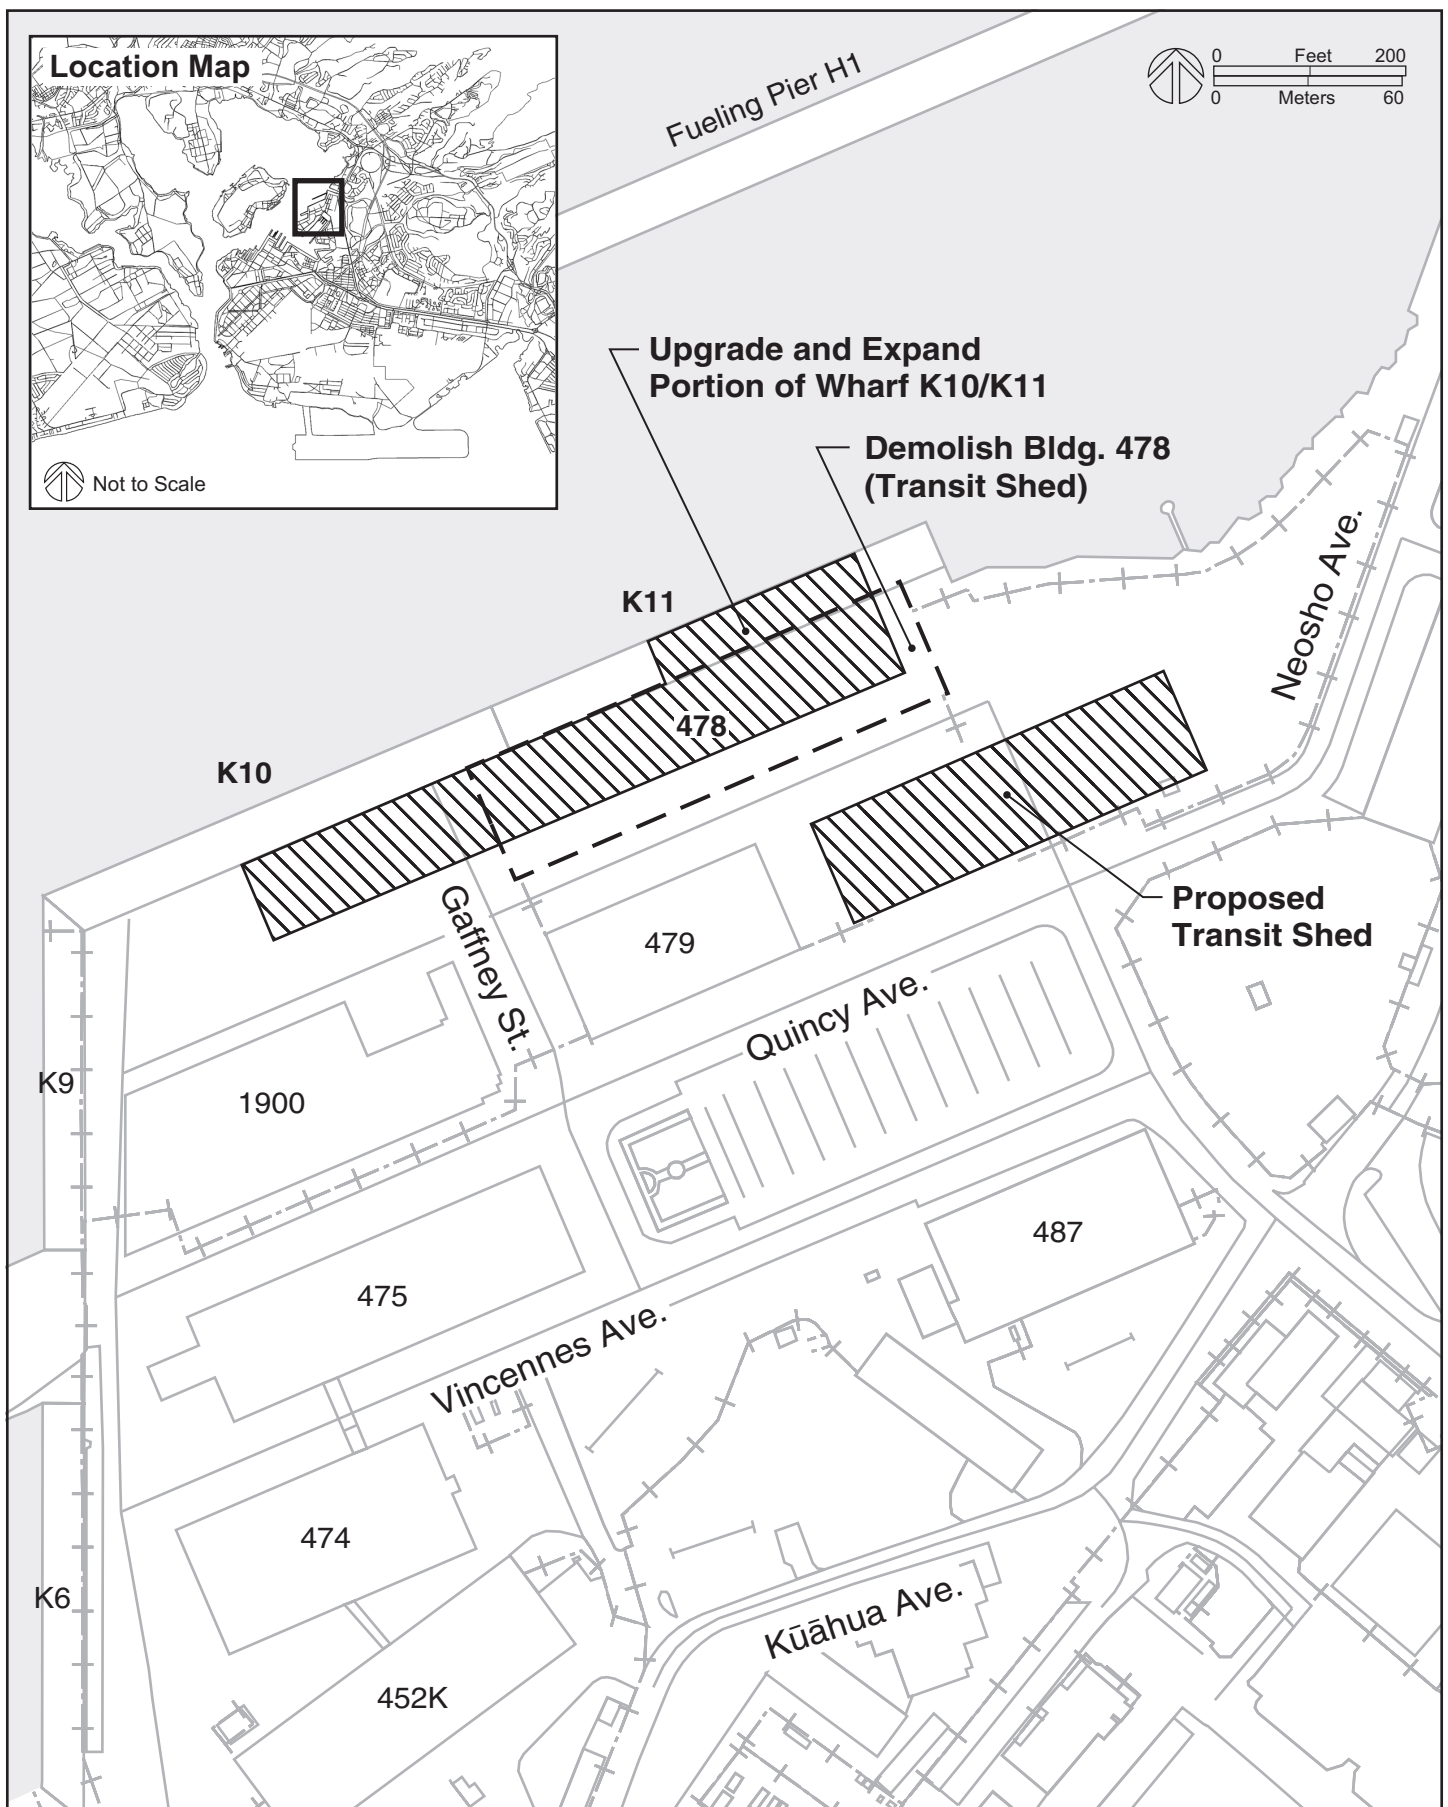 Location Map
Not to Scale
Fueling Pier H1
0 Feet 200
0 Meters 60
Upgrade and Expand
Portion of Wharf K10/K11
Demolish Bldg. 478
(Transit Shed)
Neosho Ave.
K11
478
K10
Proposed
Transit Shed
Gaffney St.
479
Quincy Ave.
K9
1900
487
475
Vincennes Ave.
474
K6
Kūāhua Ave.
452K